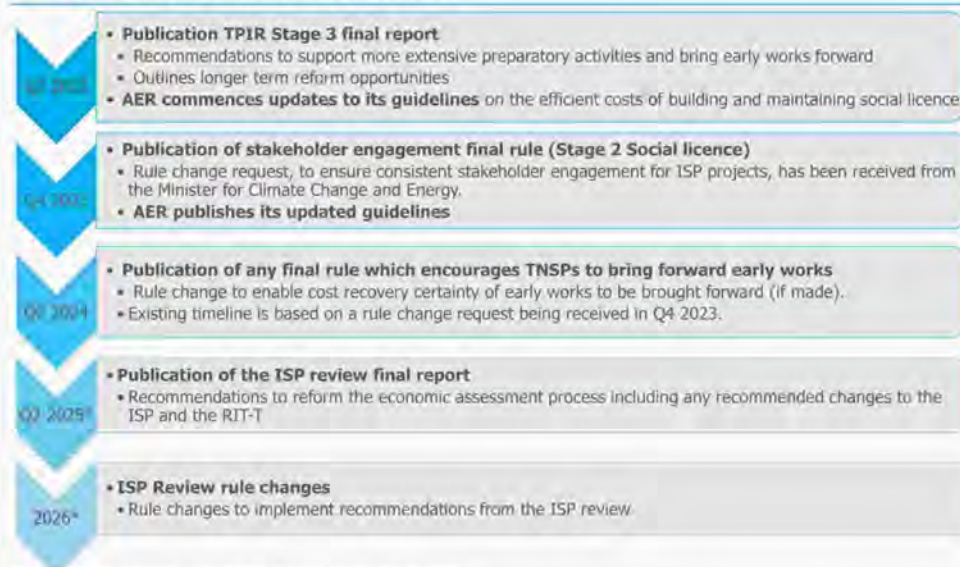 • Publication TPIR Stage 3 final report
• Recommendations to support more extensive preparatory activities and bring early works forward
• Outlines longer term reform opportunities
• AER commences updates to its guidelines on the efficient costs of building and maintaining social licence
Q4 2023
• Publication of stakeholder engagement final rule (Stage 2 Social licence)
• Rule change request, to ensure consistent stakeholder engagement for ISP projects, has been received from
the Minister for Climate Change and Energy.
• AER publishes its updated guidelines
2024
• Publication of any final rule which encourages TNSPs to bring forward early works
• Rule change to enable cost recovery certainty of early works to be brought forward (if made).
• Existing timeline is based on a rule change request being received in Q4 2023.
Q2 2025*
• Publication of the ISP review final report
• Recommendations to reform the economic assessment process including any recommended changes to the
ISP and the RIT-T
2026*
• ISP Review rule changes
• Rule changes to implement recommendations from the ISP review